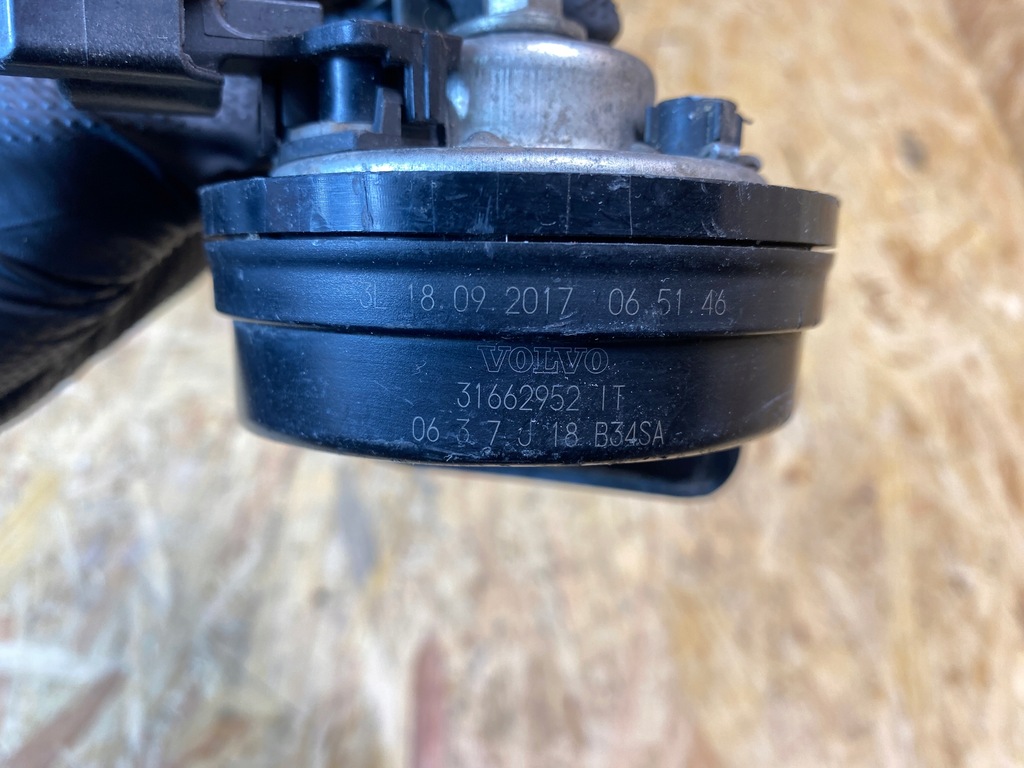 3L 18.09.2017 06.51.46
VOLVO
31662952 IT
06 3 7 J 18 B34SA